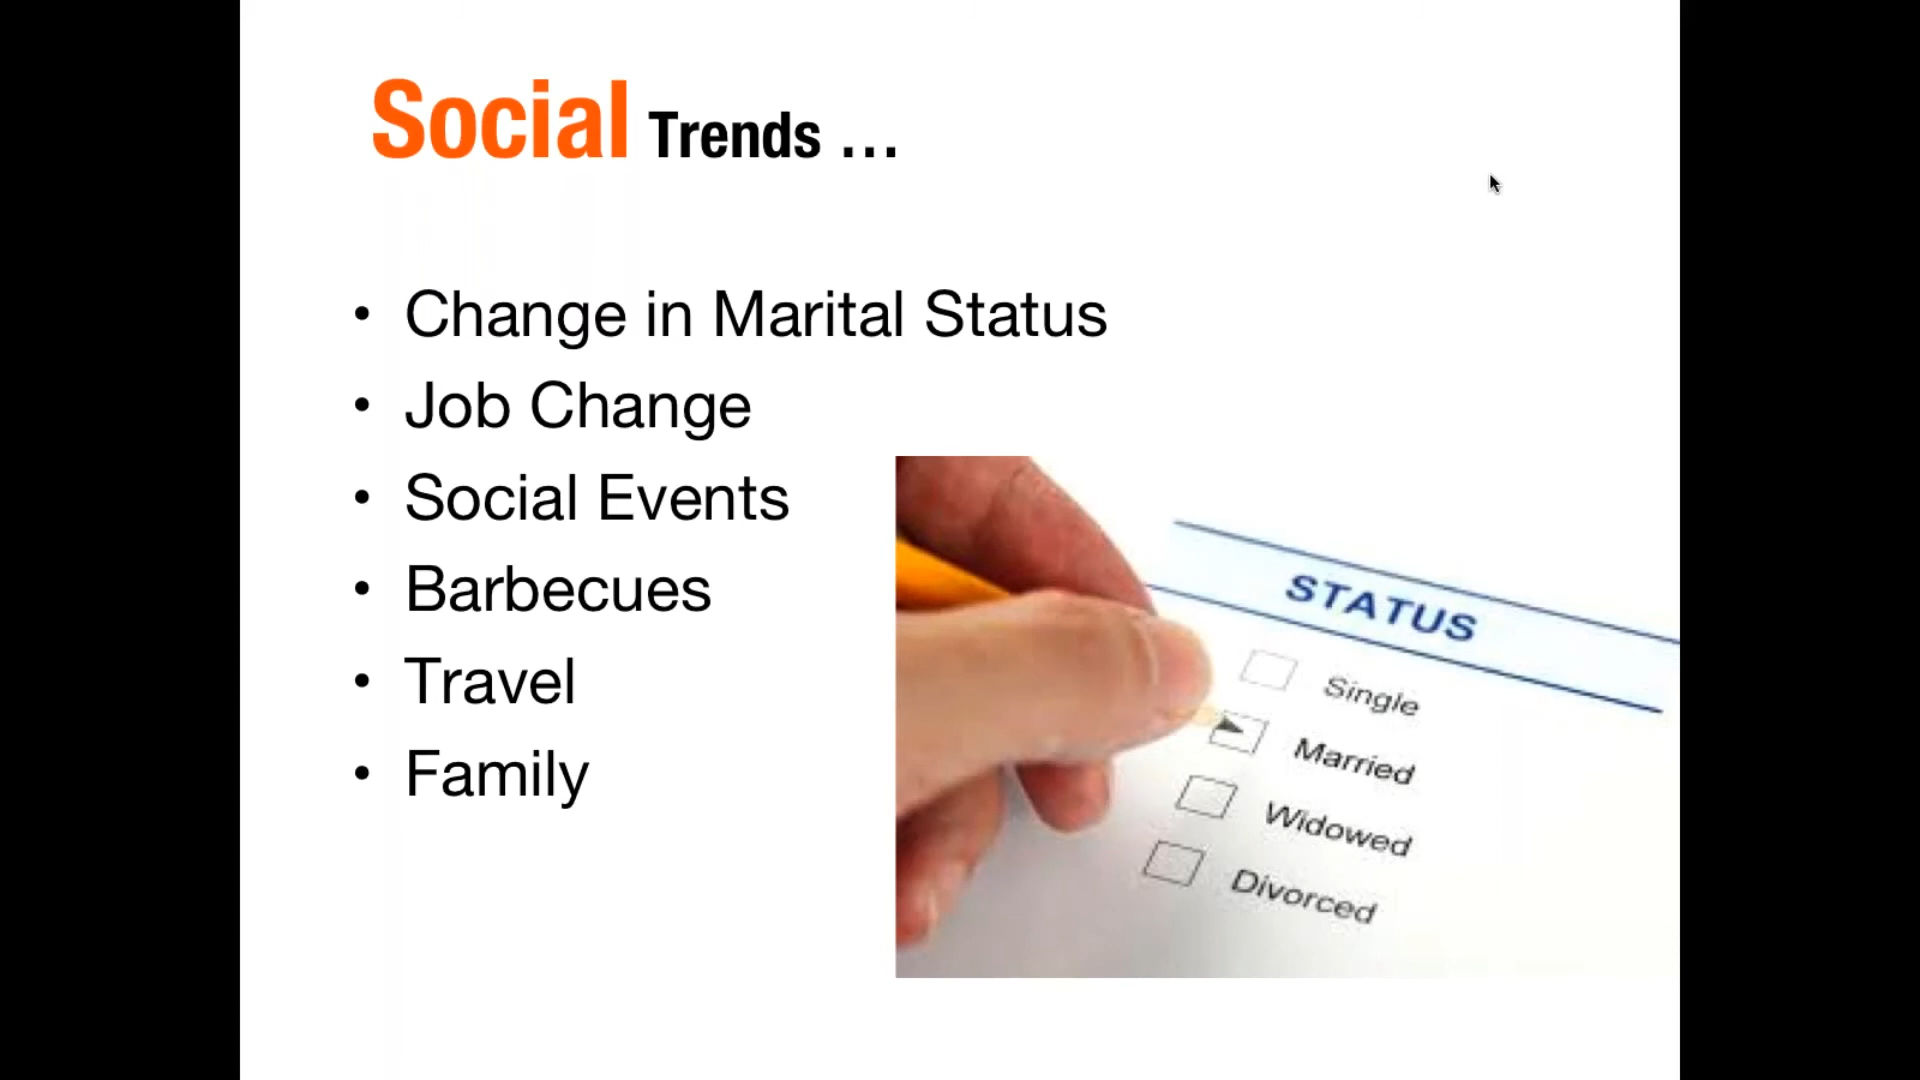 Social Trends ...
• Change in Marital Status
• Job Change
• Social Events
• Barbecues
• Travel
• Family
STATUS
Single
Married
Widowed
Divorced